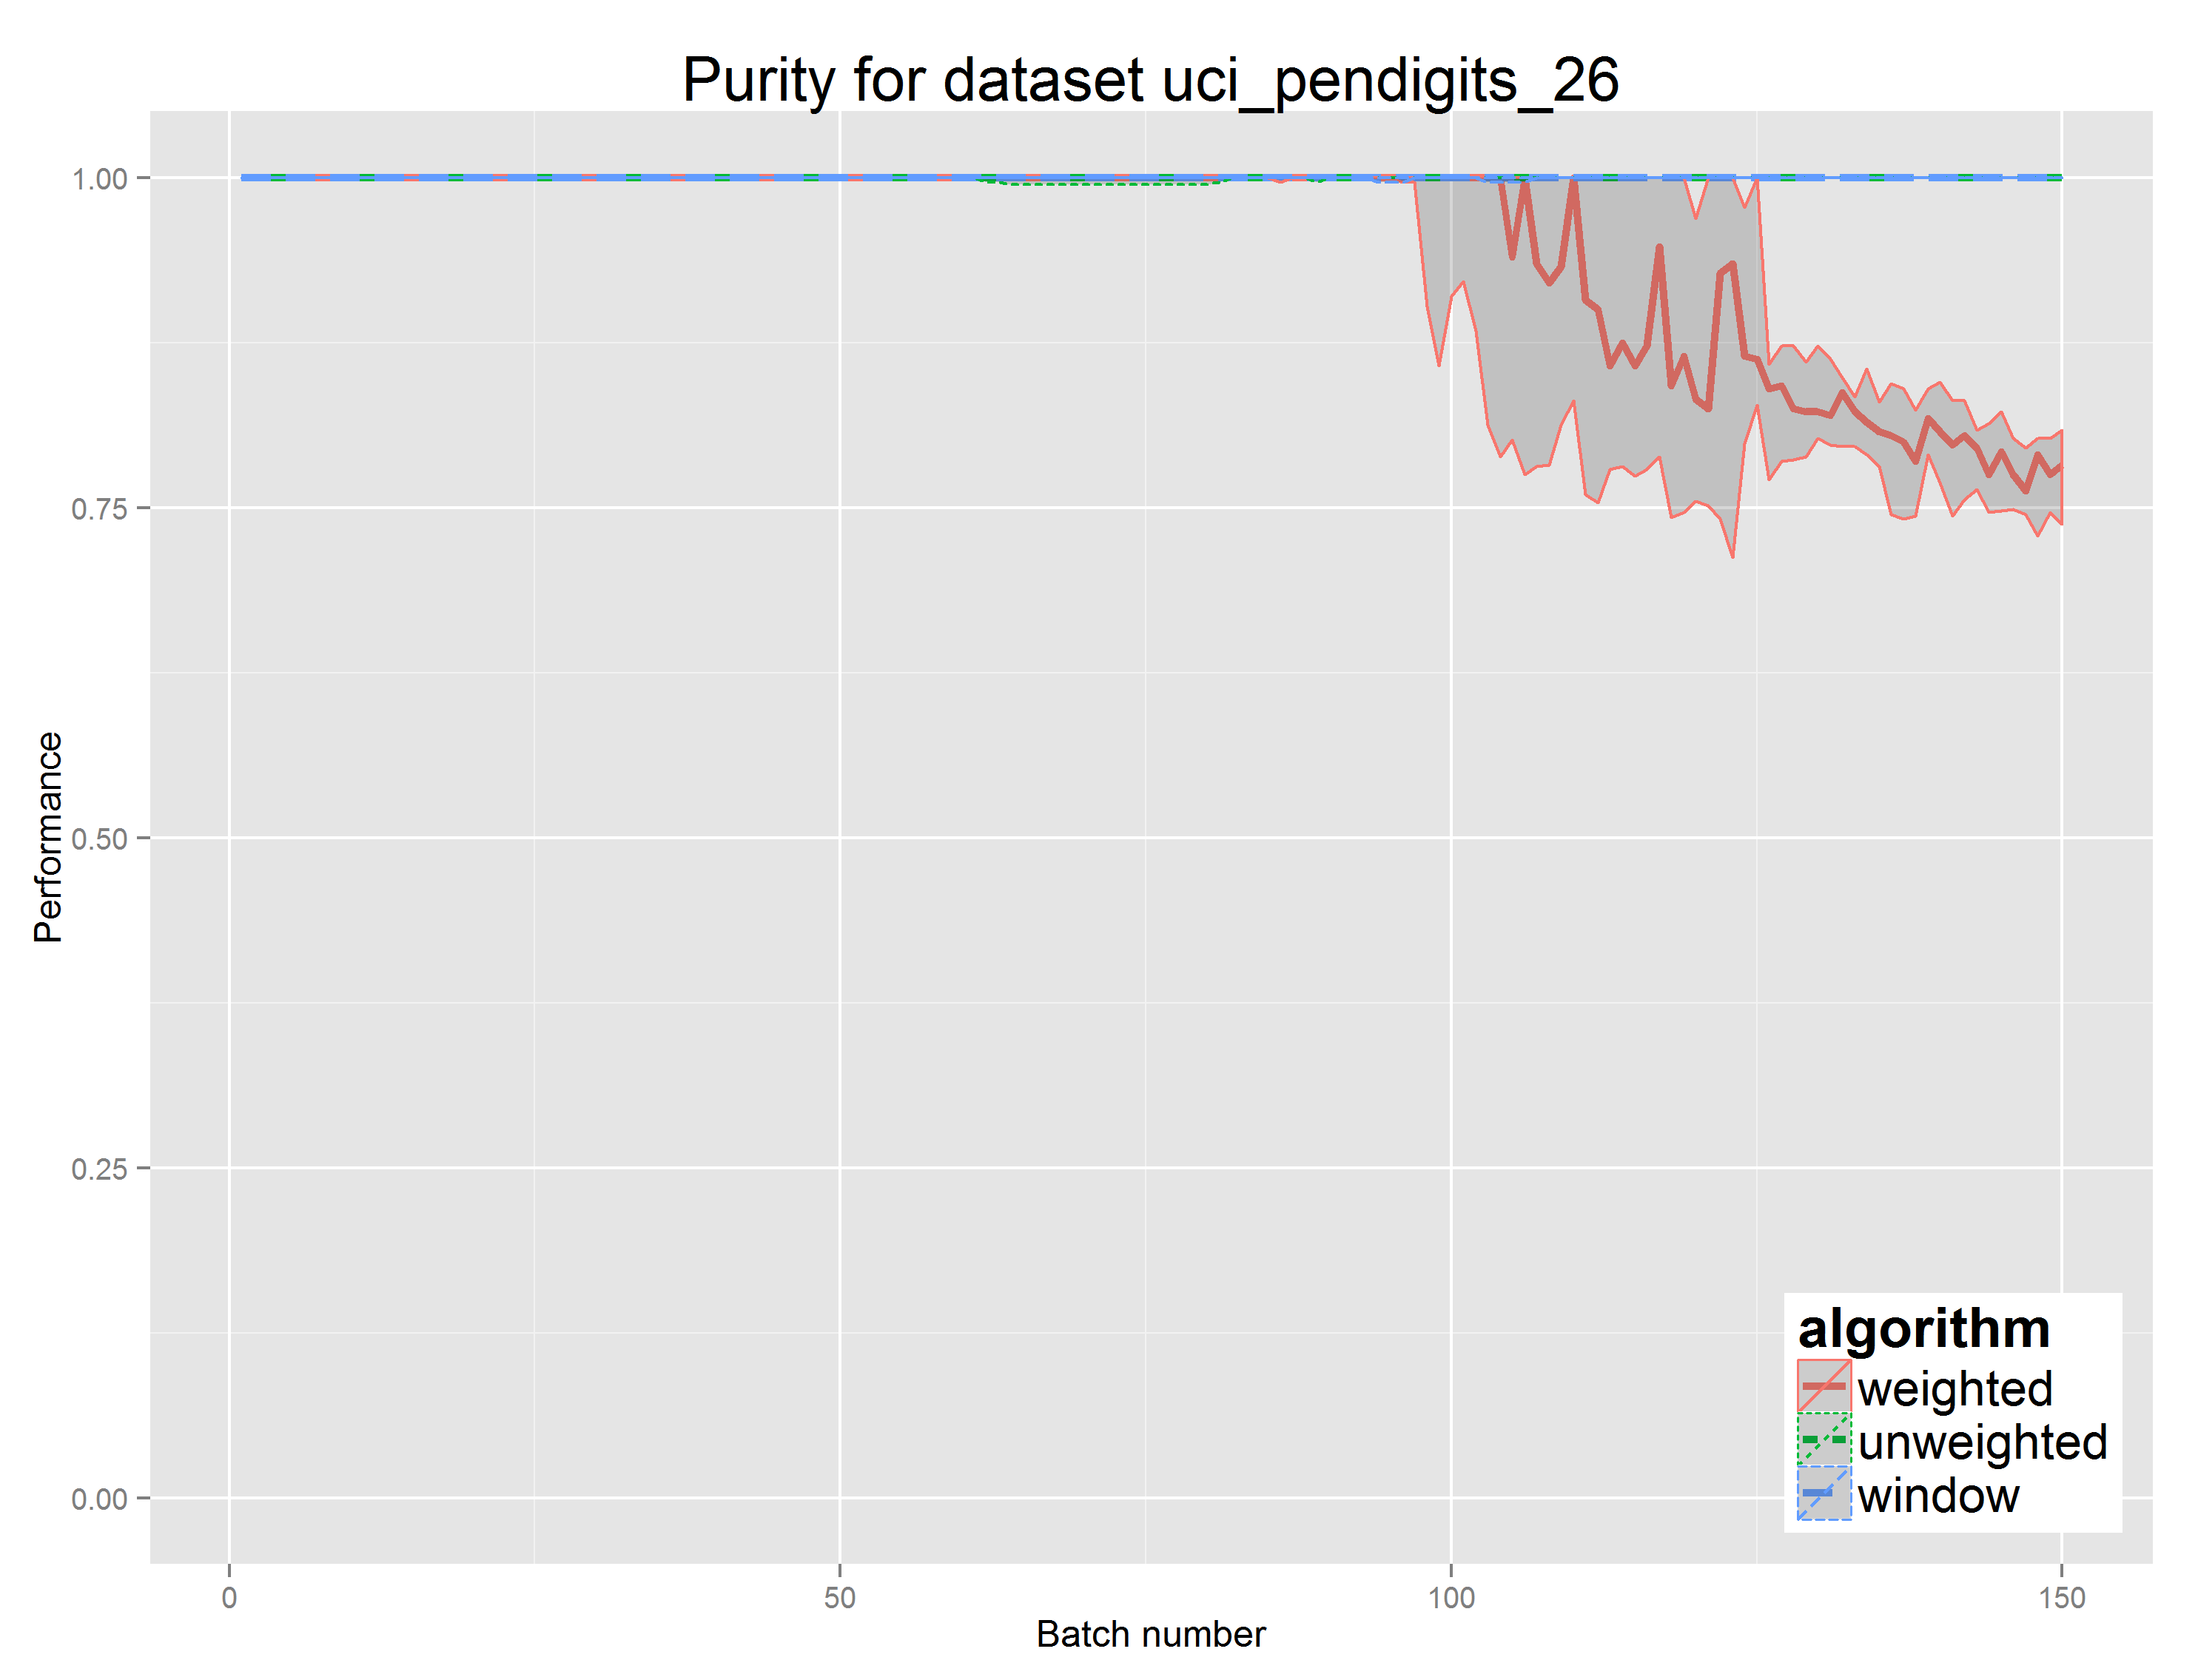 Purity for dataset uci_pendigits_26
1.00
0.75
0.50
0.25
0.00
Performance
0
50
100
150
Batch number
algorithm
weighted
unweighted
window